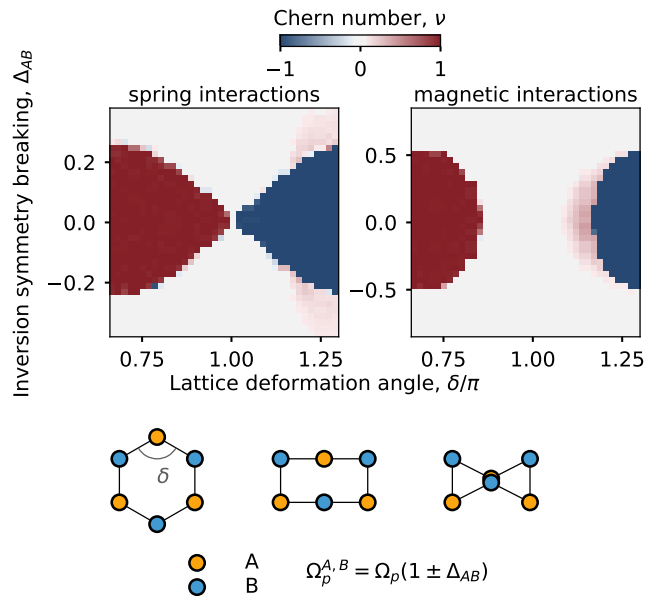 Chern number, ν
−1 0 1
spring interactions
magnetic interactions
Inversion symmetry breaking, Δ_AB
0.2
0.0
−0.2
0.5
0.0
−0.5
0.75 1.00 1.25
0.75 1.00 1.25
Lattice deformation angle, δ/π
δ
A
B
Ω_p^{A,B} = Ω_p(1 ± Δ_AB)